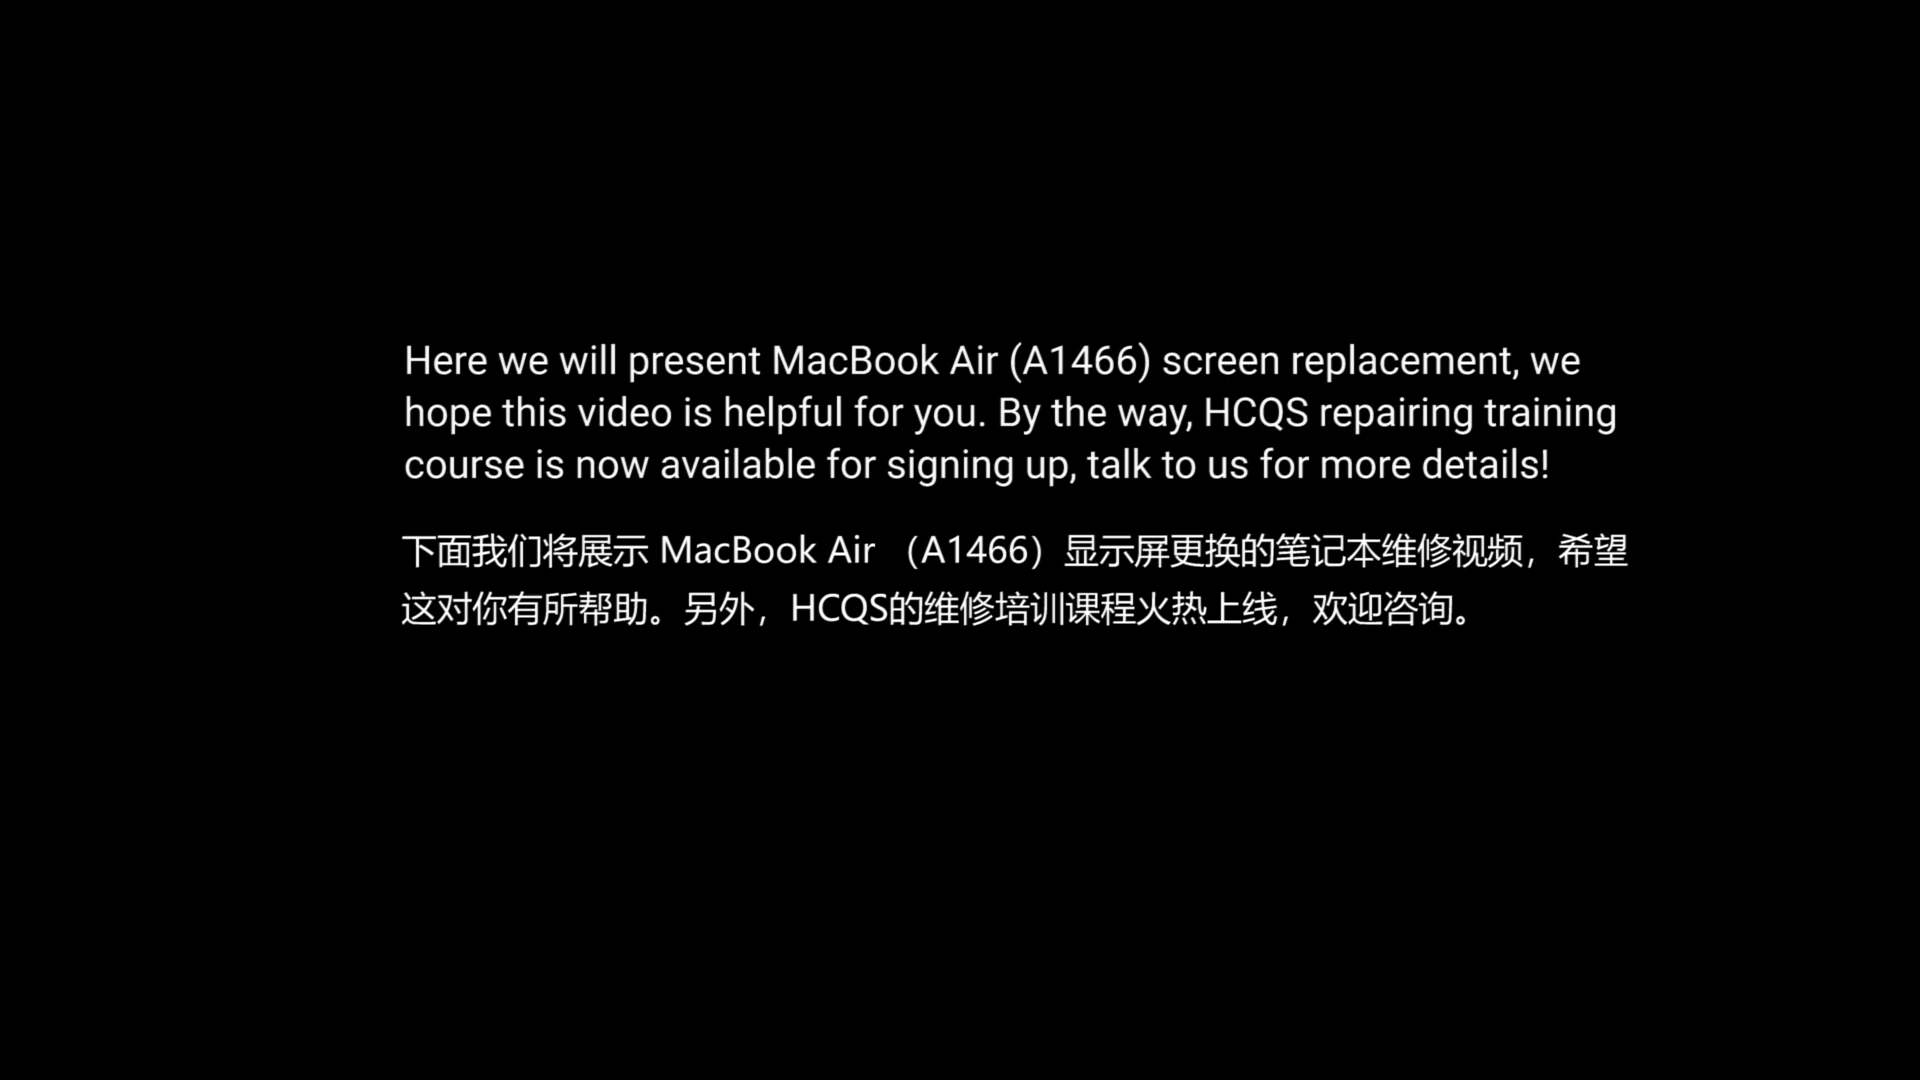 Here we will present MacBook Air (A1466) screen replacement, we
hope this video is helpful for you. By the way, HCQS repairing training
course is now available for signing up, talk to us for more details!
下面我们将展示 MacBook Air （A1466）显示屏更换的笔记本维修视频，希望
这对你有所帮助。另外，HCQS的维修培训课程火热上线，欢迎咨询。